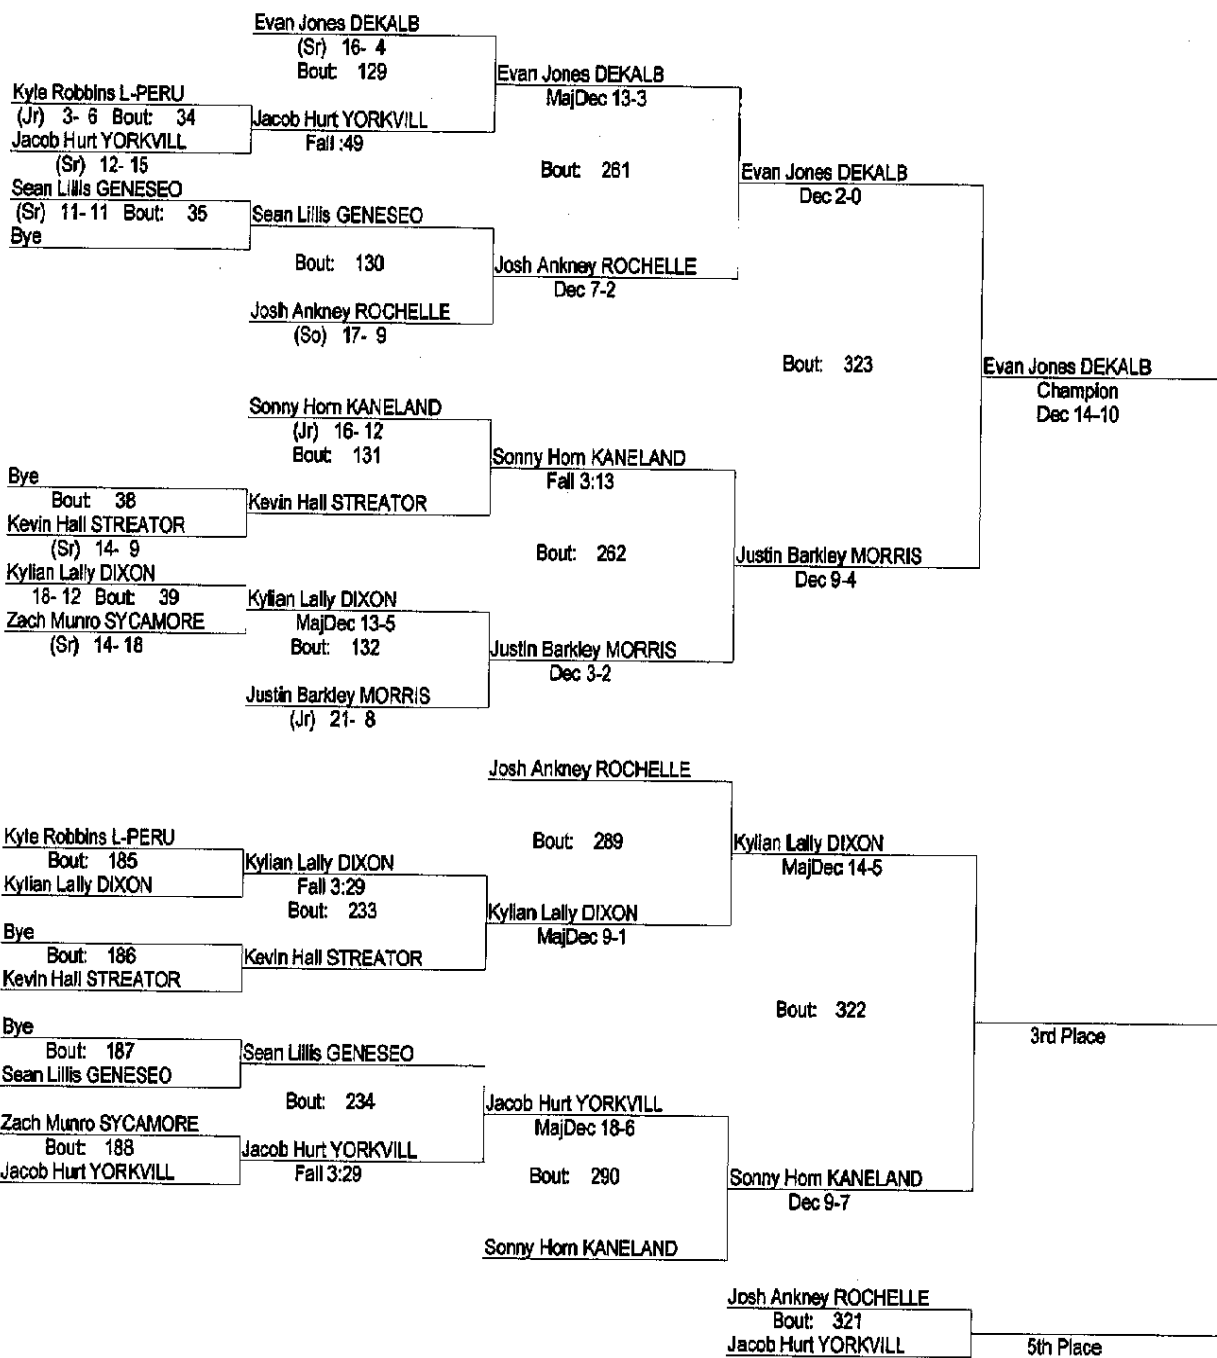 Evan Jones DEKALB
(Sr) 16- 4
Bout: 129
Evan Jones DEKALB
MajDec 13-3
Kyle Robbins L-PERU
(Jr) 3- 6 Bout: 34
Jacob Hurt YORKVILL
Jacob Hurt YORKVILL
Fall :49
(Sr) 12- 15
Bout: 261
Evan Jones DEKALB
Dec 2-0
Sean Lillis GENESEO
(Sr) 11- 11 Bout: 35
Sean Lillis GENESEO
Bye
Bout: 130
Josh Ankney ROCHELLE
Dec 7-2
Josh Ankney ROCHELLE
(So) 17- 9
Bout: 323
Evan Jones DEKALB
Champion
Dec 14-10
Sonny Horn KANELAND
(Jr) 16- 12
Bout: 131
Sonny Horn KANELAND
Fall 3:13
Bye
Bout: 38
Kevin Hall STREATOR
Kevin Hall STREATOR
(Sr) 14- 9
Bout: 262
Justin Barkley MORRIS
Dec 9-4
Kylian Lally DIXON
18- 12 Bout: 39
Kylian Lally DIXON
MajDec 13-5
Zach Munro SYCAMORE
(Sr) 14- 18
Bout: 132
Justin Barkley MORRIS
Dec 3-2
Justin Barkley MORRIS
(Jr) 21- 8
Josh Ankney ROCHELLE
Kyle Robbins L-PERU
Bout: 185
Kylian Lally DIXON
Kylian Lally DIXON
Fall 3:29
Bout: 289
Kylian Lally DIXON
MajDec 14-5
Bout: 233
Kylian Lally DIXON
MajDec 9-1
Bye
Bout: 186
Kevin Hall STREATOR
Kevin Hall STREATOR
Bout: 322
3rd Place
Bye
Bout: 187
Sean Lillis GENESEO
Sean Lillis GENESEO
Bout: 234
Jacob Hurt YORKVILL
MajDec 18-6
Zach Munro SYCAMORE
Bout: 188
Jacob Hurt YORKVILL
Jacob Hurt YORKVILL
Fall 3:29
Bout: 290
Sonny Horn KANELAND
Dec 9-7
Sonny Horn KANELAND
Josh Ankney ROCHELLE
Bout: 321
Jacob Hurt YORKVILL
5th Place